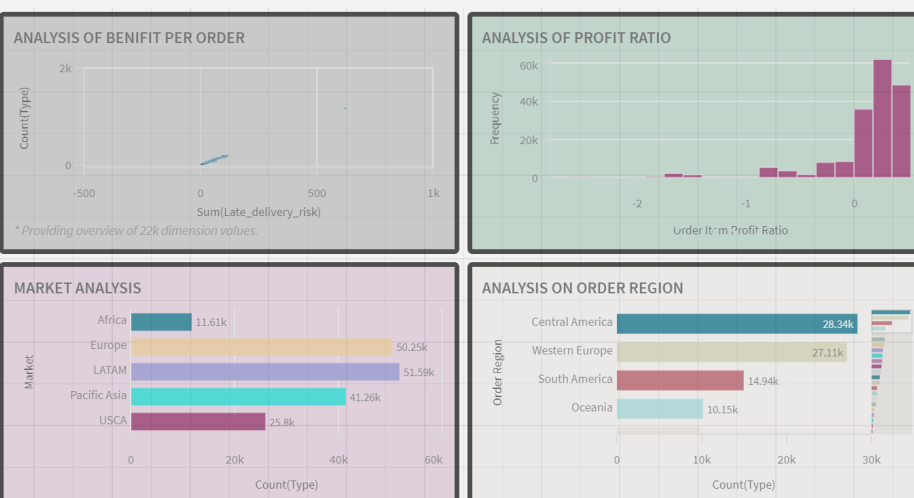 ANALYSIS OF BENIFIT PER ORDER
Count(Type)
2k
0
-500
0
500
1k
Sum(Late_delivery_risk)
* Providing overview of 22k dimension values.
ANALYSIS OF PROFIT RATIO
Frequency
60k
40k
20k
0
-2
-1
0
Order Item Profit Ratio
MARKET ANALYSIS
Market
Africa 11.61k
Europe 50.25k
LATAM 51.59k
Pacific Asia 41.26k
USCA 25.8k
0
20k
40k
60k
Count(Type)
ANALYSIS ON ORDER REGION
Order Region
Central America 28.34k
Western Europe 27.11k
South America 14.94k
Oceania 10.15k
0
10k
20k
30k
Count(Type)